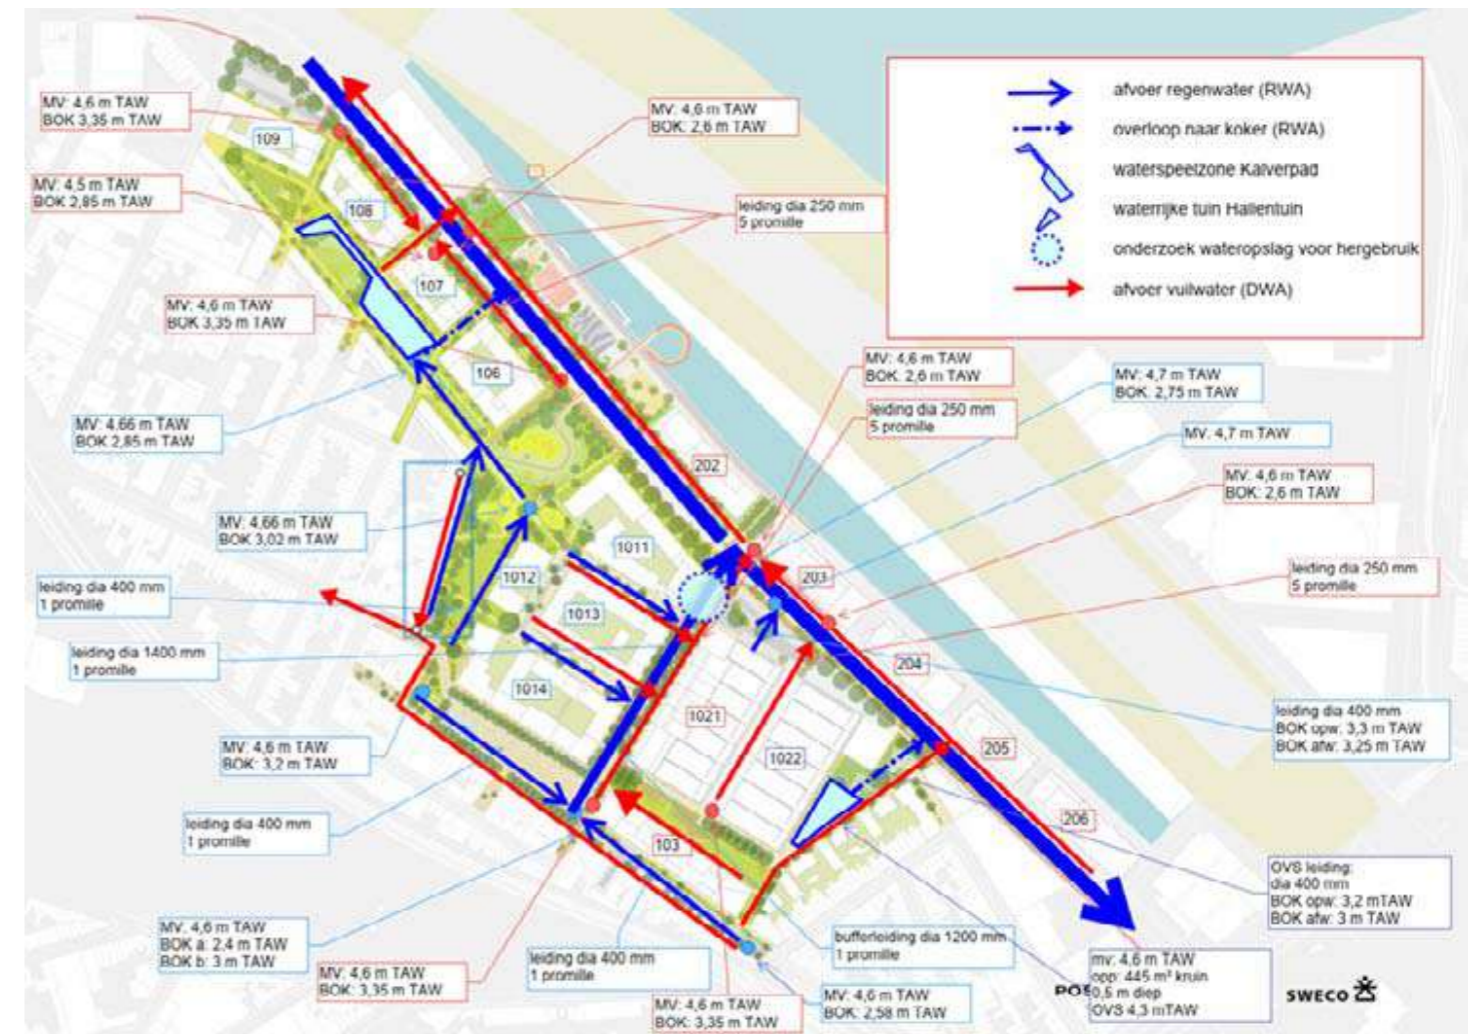 MV: 4,6 m TAW
BOK 3,35 m TAW
109
MV: 4,6 m TAW
BOK: 2,6 m TAW
afvoer regenwater (RWA)
overloop naar koker (RWA)
waterspeelzone Kalverpad
waterrijke tuin Hallentuin
onderzoek wateropslag voor hergebruik
afvoer vuilwater (DWA)
MV: 4,5 m TAW
BOK 2,85 m TAW
108
leiding dia 250 mm
5 promille
107
MV: 4,6 m TAW
BOK 3,35 m TAW
106
MV: 4,6 m TAW
BOK. 2,6 m TAW
MV: 4,7 m TAW
BOK: 2,75 m TAW
leiding dia 250 mm
5 promille
MV: 4.66 m TAW
BOK 2,85 m TAW
MV: 4,7 m TAW
202
MV: 4,6 m TAW
BOK: 2,6 m TAW
MV: 4,66 m TAW
BOK 3,02 m TAW
1011
1012
203
leiding dia 250 mm
5 promille
leiding dia 400 mm
1 promille
1013
leiding dia 1400 mm
1 promille
204
1014
1021
leiding dia 400 mm
BOK opw: 3,3 m TAW
BOK afw: 3,25 m TAW
MV: 4,6 m TAW
BOK: 3,2 m TAW
205
1022
leiding dia 400 mm
1 promille
103
206
OVS leiding:
dia 400 mm
BOK opw: 3,2 mTAW
BOK afw: 3 m TAW
MV. 4,6 m TAW
BOK a: 2,4 m TAW
BOK b: 3 m TAW
leiding dia 400 mm
1 promille
bufferleiding dia 1200 mm
1 promille
MV: 4,6 m TAW
BOK: 3,35 m TAW
MV: 4,6 m TAW
BOK: 3,35 m TAW
MV: 4,6 m TAW
BOK: 2,58 m TAW
mv: 4,6 m TAW
opp: 445 m² kruin
0,5 m diep
OVS 4,3 mTAW
SWECO